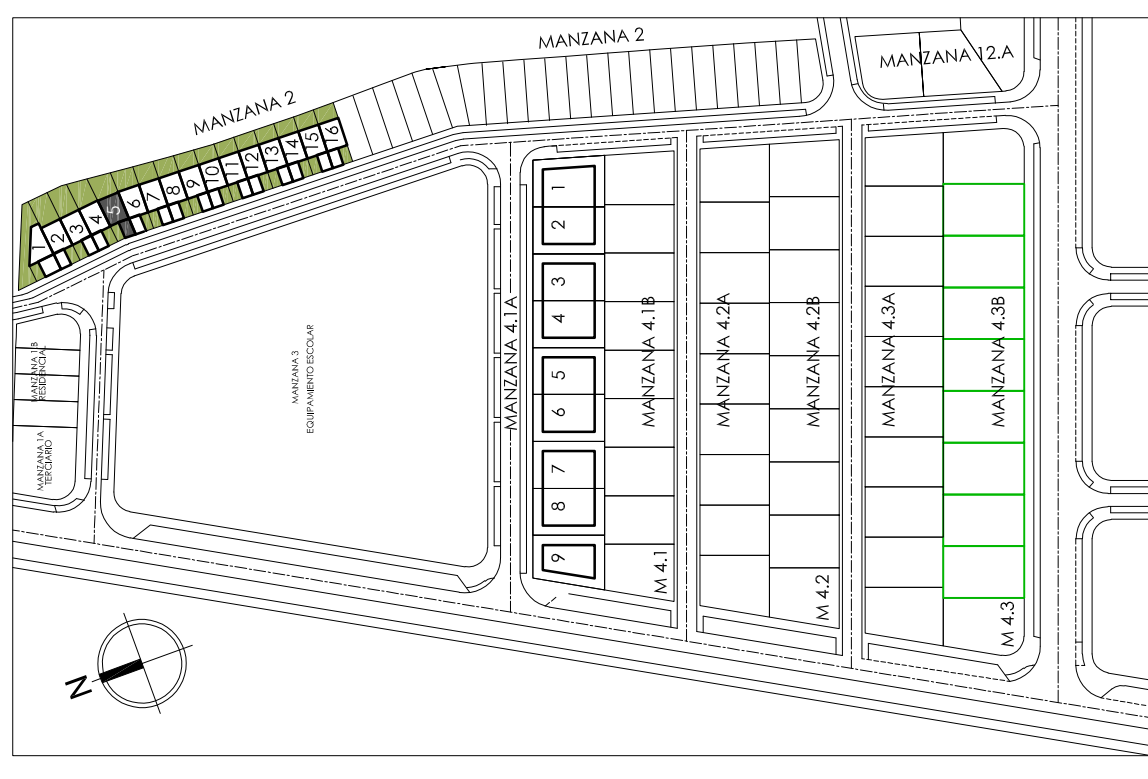 MANZANA 2
MANZANA 2
MANZANA 12.A
1
2
3
4
5
6
7
8
9
10
11
12
13
14
15
16
MANZANA 1B
RESIDENCIAL
MANZANA 1A
TERCIARIO
MANZANA 3
EQUIPAMIENTO ESCOLAR
MANZANA 4.1A
1
2
3
4
5
6
7
8
9
MANZANA 4.1B
M 4.1
MANZANA 4.2A
MANZANA 4.2B
M 4.2
MANZANA 4.3A
MANZANA 4.3B
M 4.3
N